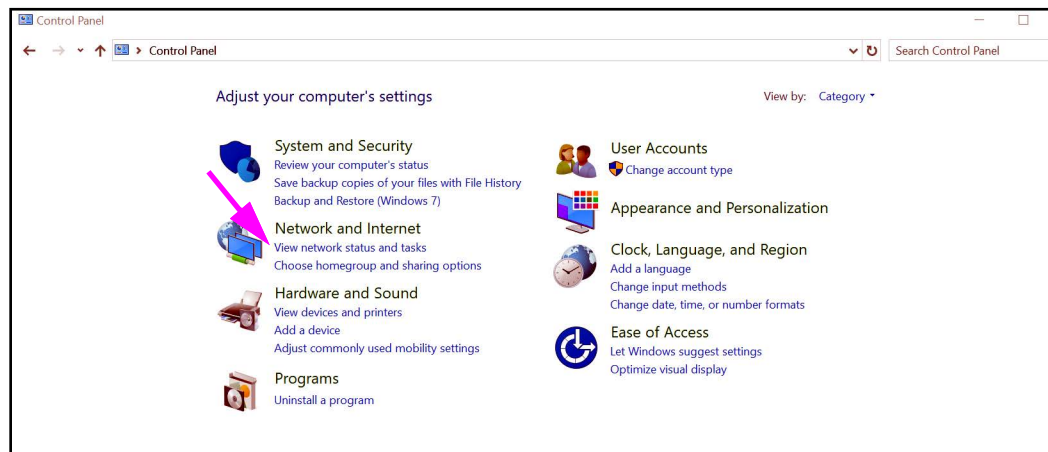 Control Panel
Control Panel
Search Control Panel
Adjust your computer's settings
View by: Category
System and Security
Review your computer's status
Save backup copies of your files with File History
Backup and Restore (Windows 7)
Network and Internet
View network status and tasks
Choose homegroup and sharing options
Hardware and Sound
View devices and printers
Add a device
Adjust commonly used mobility settings
Programs
Uninstall a program
User Accounts
Change account type
Appearance and Personalization
Clock, Language, and Region
Add a language
Change input methods
Change date, time, or number formats
Ease of Access
Let Windows suggest settings
Optimize visual display